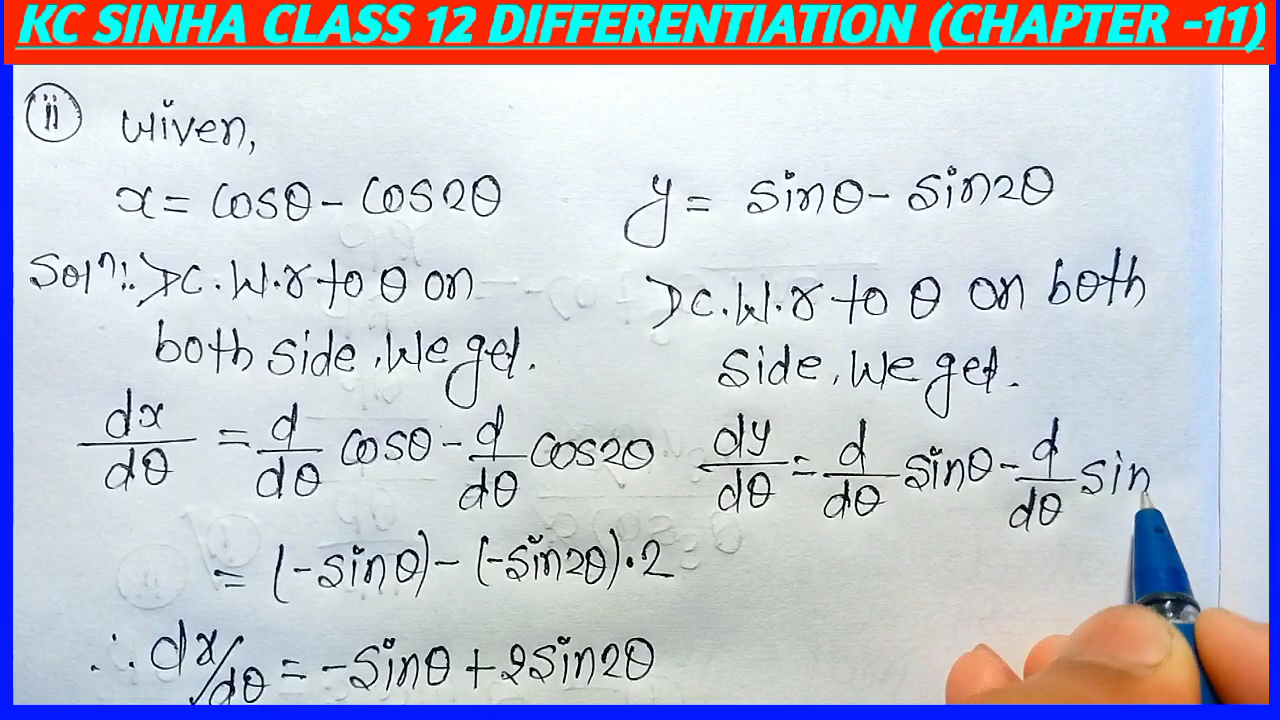 KC SINHA CLASS 12 DIFFERENTIATION (CHAPTER -11)
(ii) Given,
x = cosθ - cos2θ
y = sinθ - sin2θ
Solⁿ:. D.C.W.r to θ on
both side, we get.
D.C.W.r to θ on both
side, we get.
dx/dθ = d/dθ cosθ - d/dθ cos2θ
= (-sinθ) - (-sin2θ)·2
∴ dx/dθ = -sinθ + 2sin2θ
dy/dθ = d/dθ sinθ - d/dθ sin